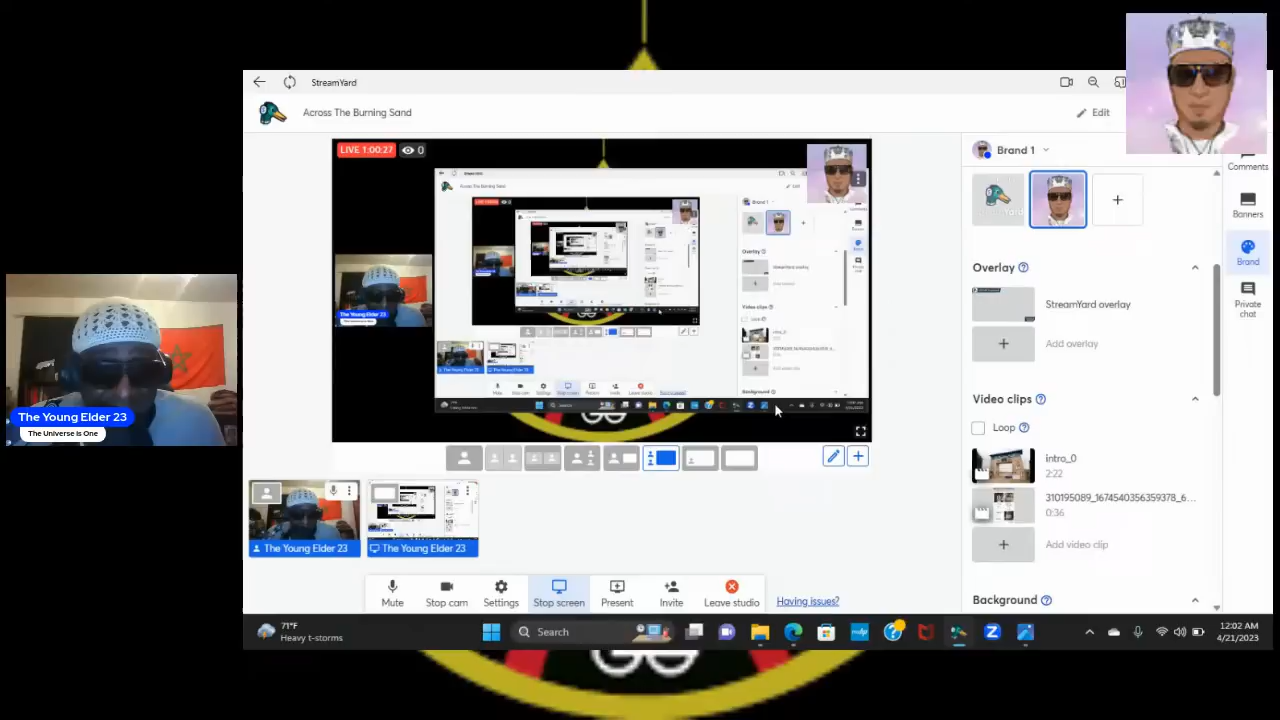 StreamYard
Across The Burning Sand
Edit
LIVE 1:00:27
0
Brand 1
Comments
Banners
Brand
Private chat
Overlay
StreamYard overlay
Add overlay
Video clips
Loop
intro_0
2:22
310195089_1674540356359378_6...
0:36
Add video clip
Background
The Young Elder 23
The Universe is One
The Young Elder 23
The Young Elder 23
Mute
Stop cam
Settings
Stop screen
Present
Invite
Leave studio
Having issues?
71°F
Heavy t-storms
Search
12:02 AM
4/21/2023